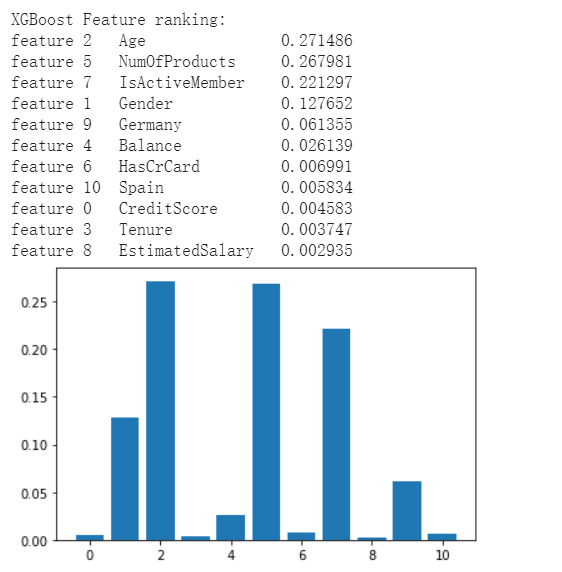 XGBoost Feature ranking:
feature 2 Age 0.271486
feature 5 NumOfProducts 0.267981
feature 7 IsActiveMember 0.221297
feature 1 Gender 0.127652
feature 9 Germany 0.061355
feature 4 Balance 0.026139
feature 6 HasCrCard 0.006991
feature 10 Spain 0.005834
feature 0 CreditScore 0.004583
feature 3 Tenure 0.003747
feature 8 EstimatedSalary 0.002935
0.25
0.20
0.15
0.10
0.05
0.00
0 2 4 6 8 10